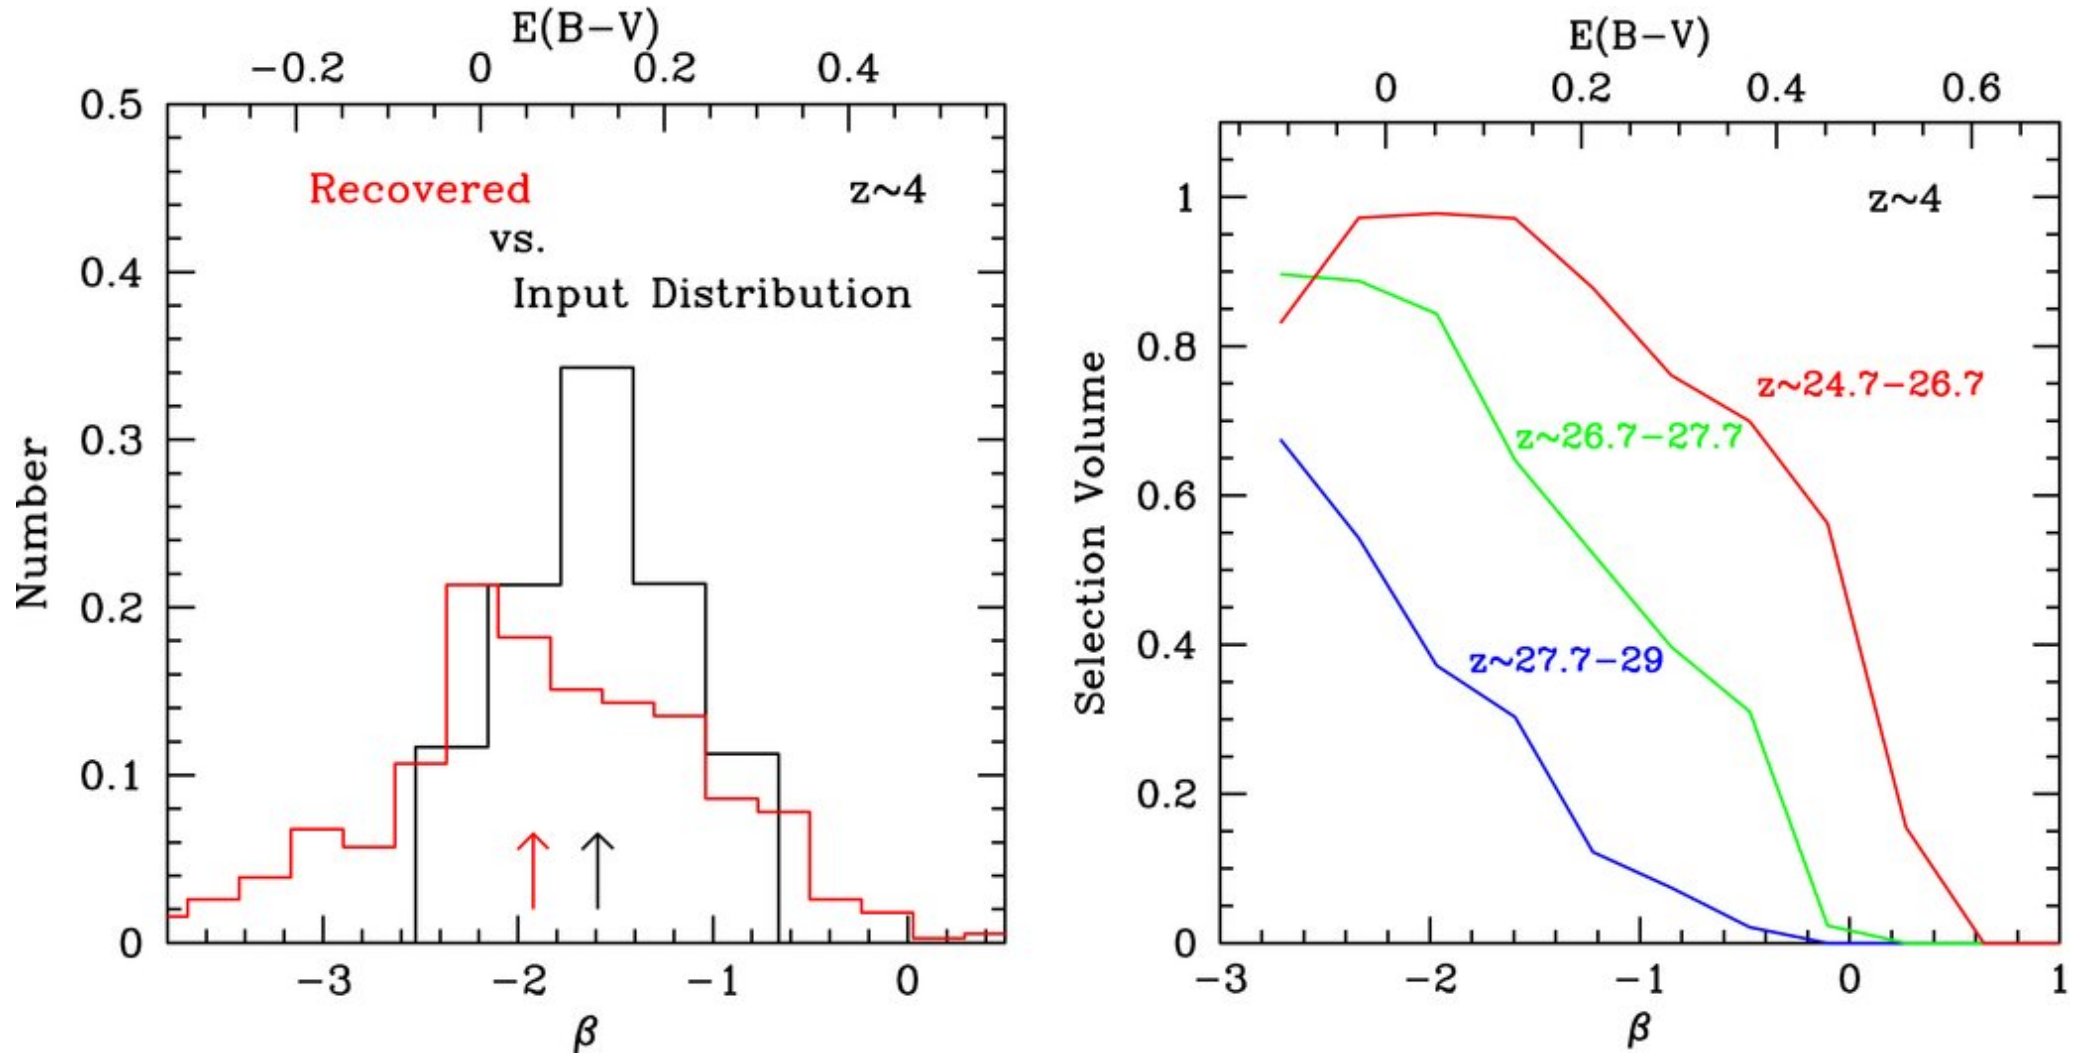 E(B−V)
−0.2 0 0.2 0.4
0.5
0.4
0.3
0.2
0.1
0
Number
Recovered
vs.
Input Distribution
z~4
−3 −2 −1 0
β
E(B−V)
0 0.2 0.4 0.6
1
0.8
0.6
0.4
0.2
0
Selection Volume
z~4
z~24.7−26.7
z~26.7−27.7
z~27.7−29
−3 −2 −1 0 1
β